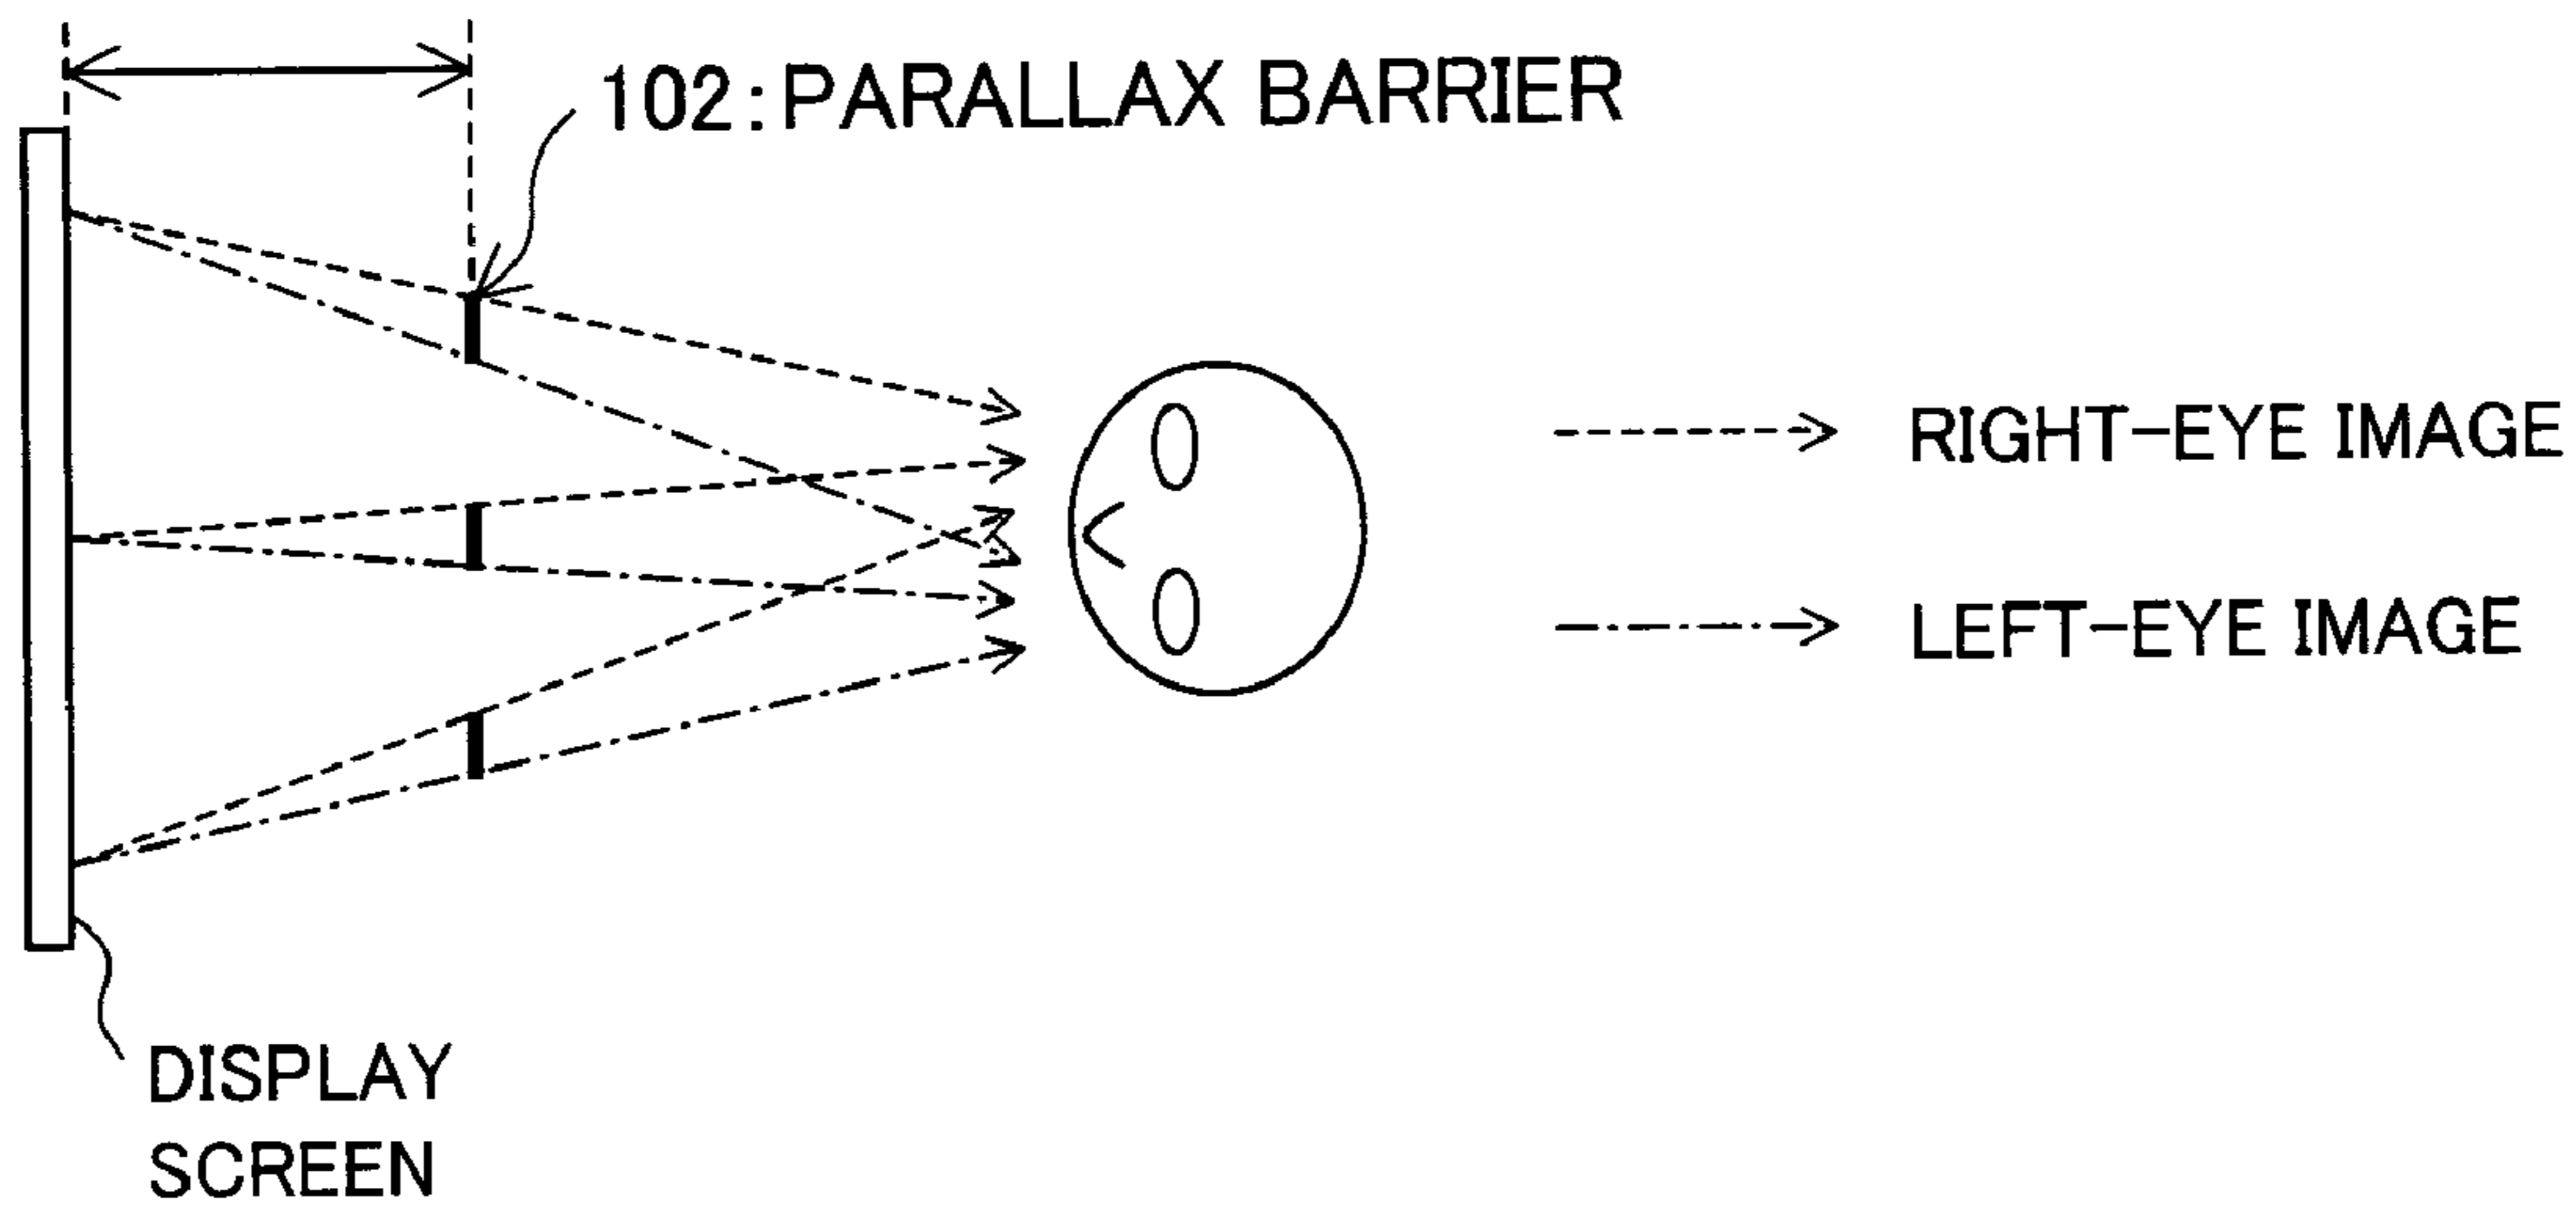 102:PARALLAX BARRIER
RIGHT-EYE IMAGE
LEFT-EYE IMAGE
DISPLAY
SCREEN